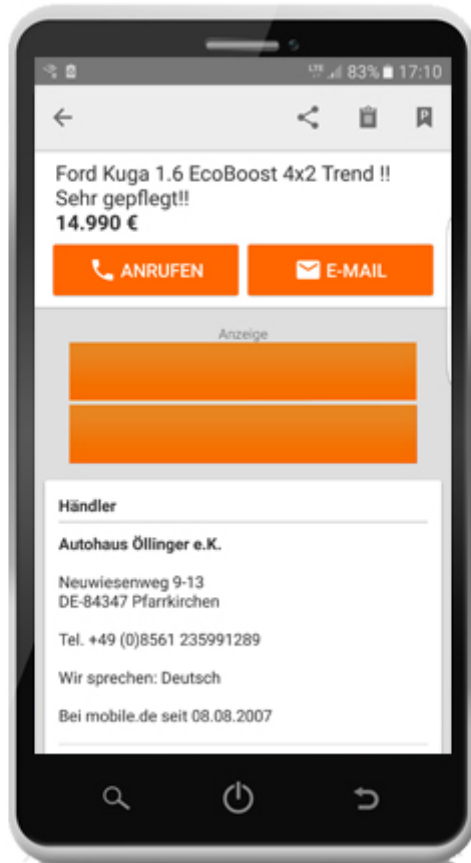 LTE 83% 17:10
Ford Kuga 1.6 EcoBoost 4x2 Trend !!
Sehr gepflegt!!
14.990 €
ANRUFEN
E-MAIL
Anzeige
Händler
Autohaus Öllinger e.K.
Neuwiesenweg 9-13
DE-84347 Pfarrkirchen
Tel. +49 (0)8561 235991289
Wir sprechen: Deutsch
Bei mobile.de seit 08.08.2007